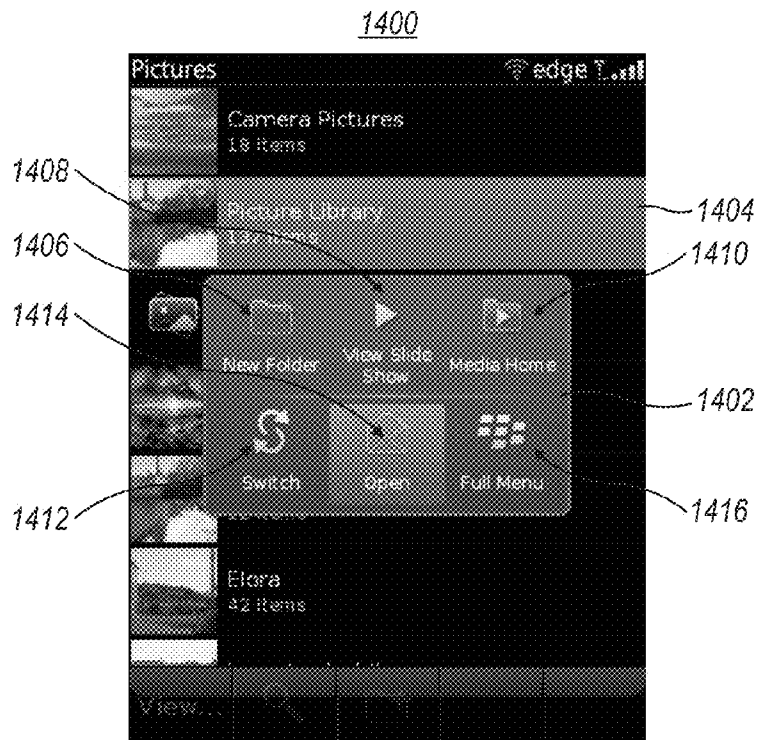 1400
Pictures edge
Camera Pictures
18 items
1408
Picture Library
1404
1406
1410
1414
New Folder
View Slide Show
Media Home
1402
Switch
Open
Full Menu
1412
1416
Elora
42 items
View...